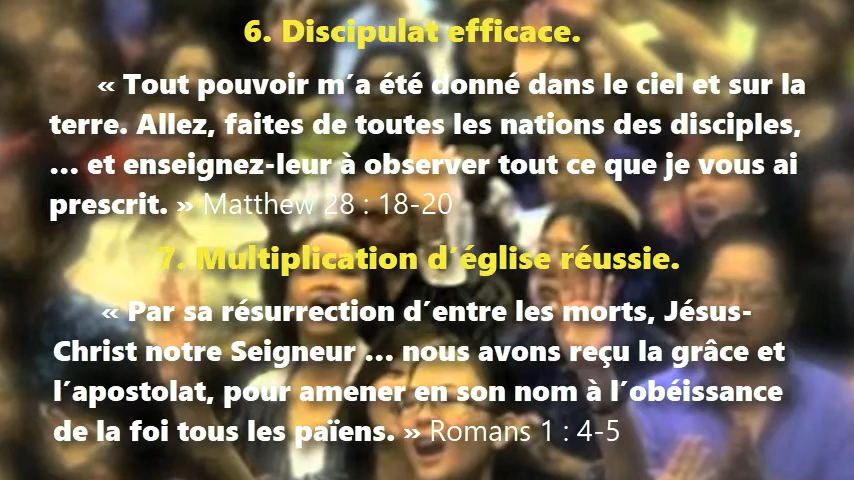 6. Discipulat efficace.
« Tout pouvoir m´a été donné dans le ciel et sur la
terre. Allez, faites de toutes les nations des disciples,
... et enseignez-leur à observer tout ce que je vous ai
prescrit. » Matthew 28 : 18-20
7. Multiplication d´église réussie.
« Par sa résurrection d´entre les morts, Jésus-
Christ notre Seigneur ... nous avons reçu la grâce et
l´apostolat, pour amener en son nom à l´obéissance
de la foi tous les païens. » Romans 1 : 4-5